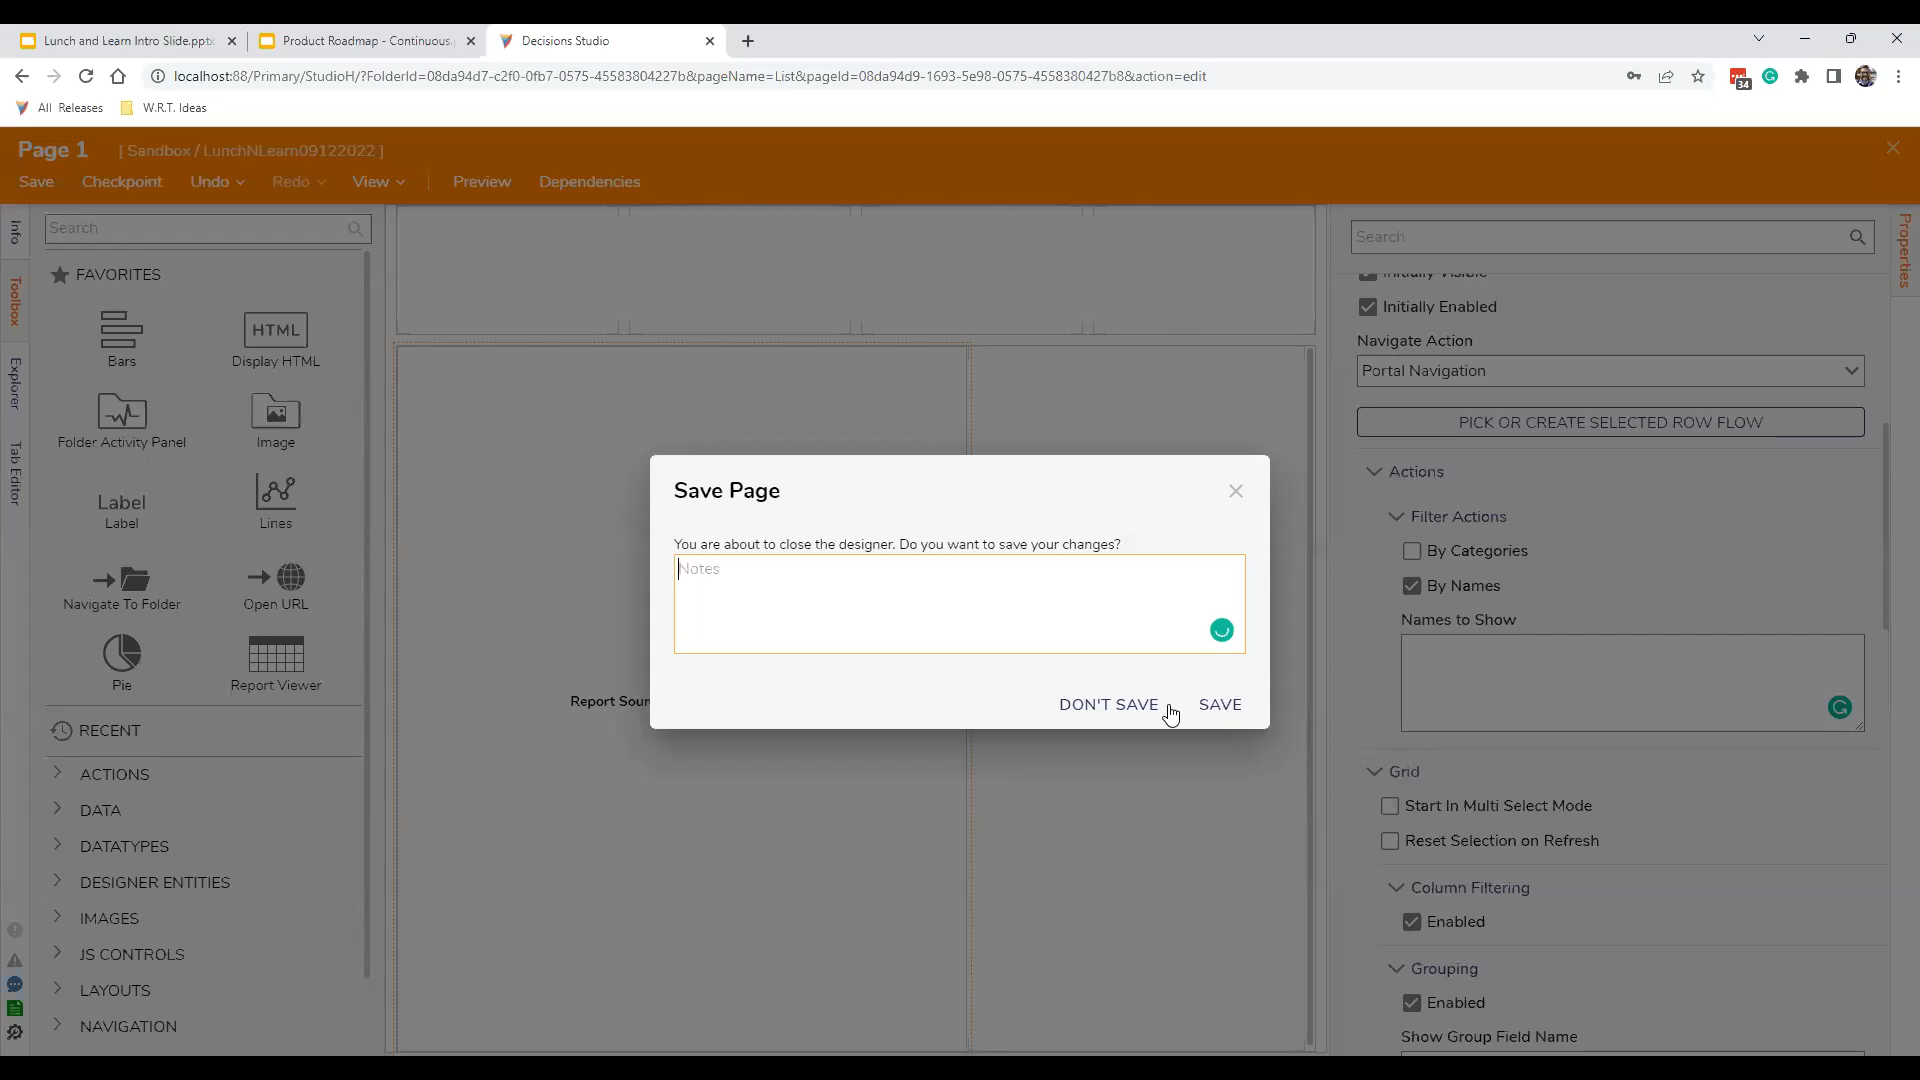 Lunch and Learn Intro Slide.pptx
Product Roadmap - Continuous
Decisions Studio
localhost:88/Primary/StudioH/?FolderId=08da94d7-c2f0-0fb7-0575-45583804227b&pageName=List&pageId=08da94d9-1693-5e98-0575-4558380427b8&action=edit
34
All Releases
W.R.T. Ideas
Page 1
[ Sandbox / LunchNLearn09122022 ]
Save
Checkpoint
Undo
Redo
View
Preview
Dependencies
Info
Toolbox
Explorer
Tab Editor
Search
FAVORITES
Bars
HTML
Display HTML
Folder Activity Panel
Image
Label
Label
Lines
Navigate To Folder
Open URL
Pie
Report Viewer
RECENT
ACTIONS
DATA
DATATYPES
DESIGNER ENTITIES
IMAGES
JS CONTROLS
LAYOUTS
NAVIGATION
Report Sour
Save Page
You are about to close the designer. Do you want to save your changes?
Notes
DON'T SAVE
SAVE
Properties
Search
Initially Visible
Initially Enabled
Navigate Action
Portal Navigation
PICK OR CREATE SELECTED ROW FLOW
Actions
Filter Actions
By Categories
By Names
Names to Show
Grid
Start In Multi Select Mode
Reset Selection on Refresh
Column Filtering
Enabled
Grouping
Enabled
Show Group Field Name